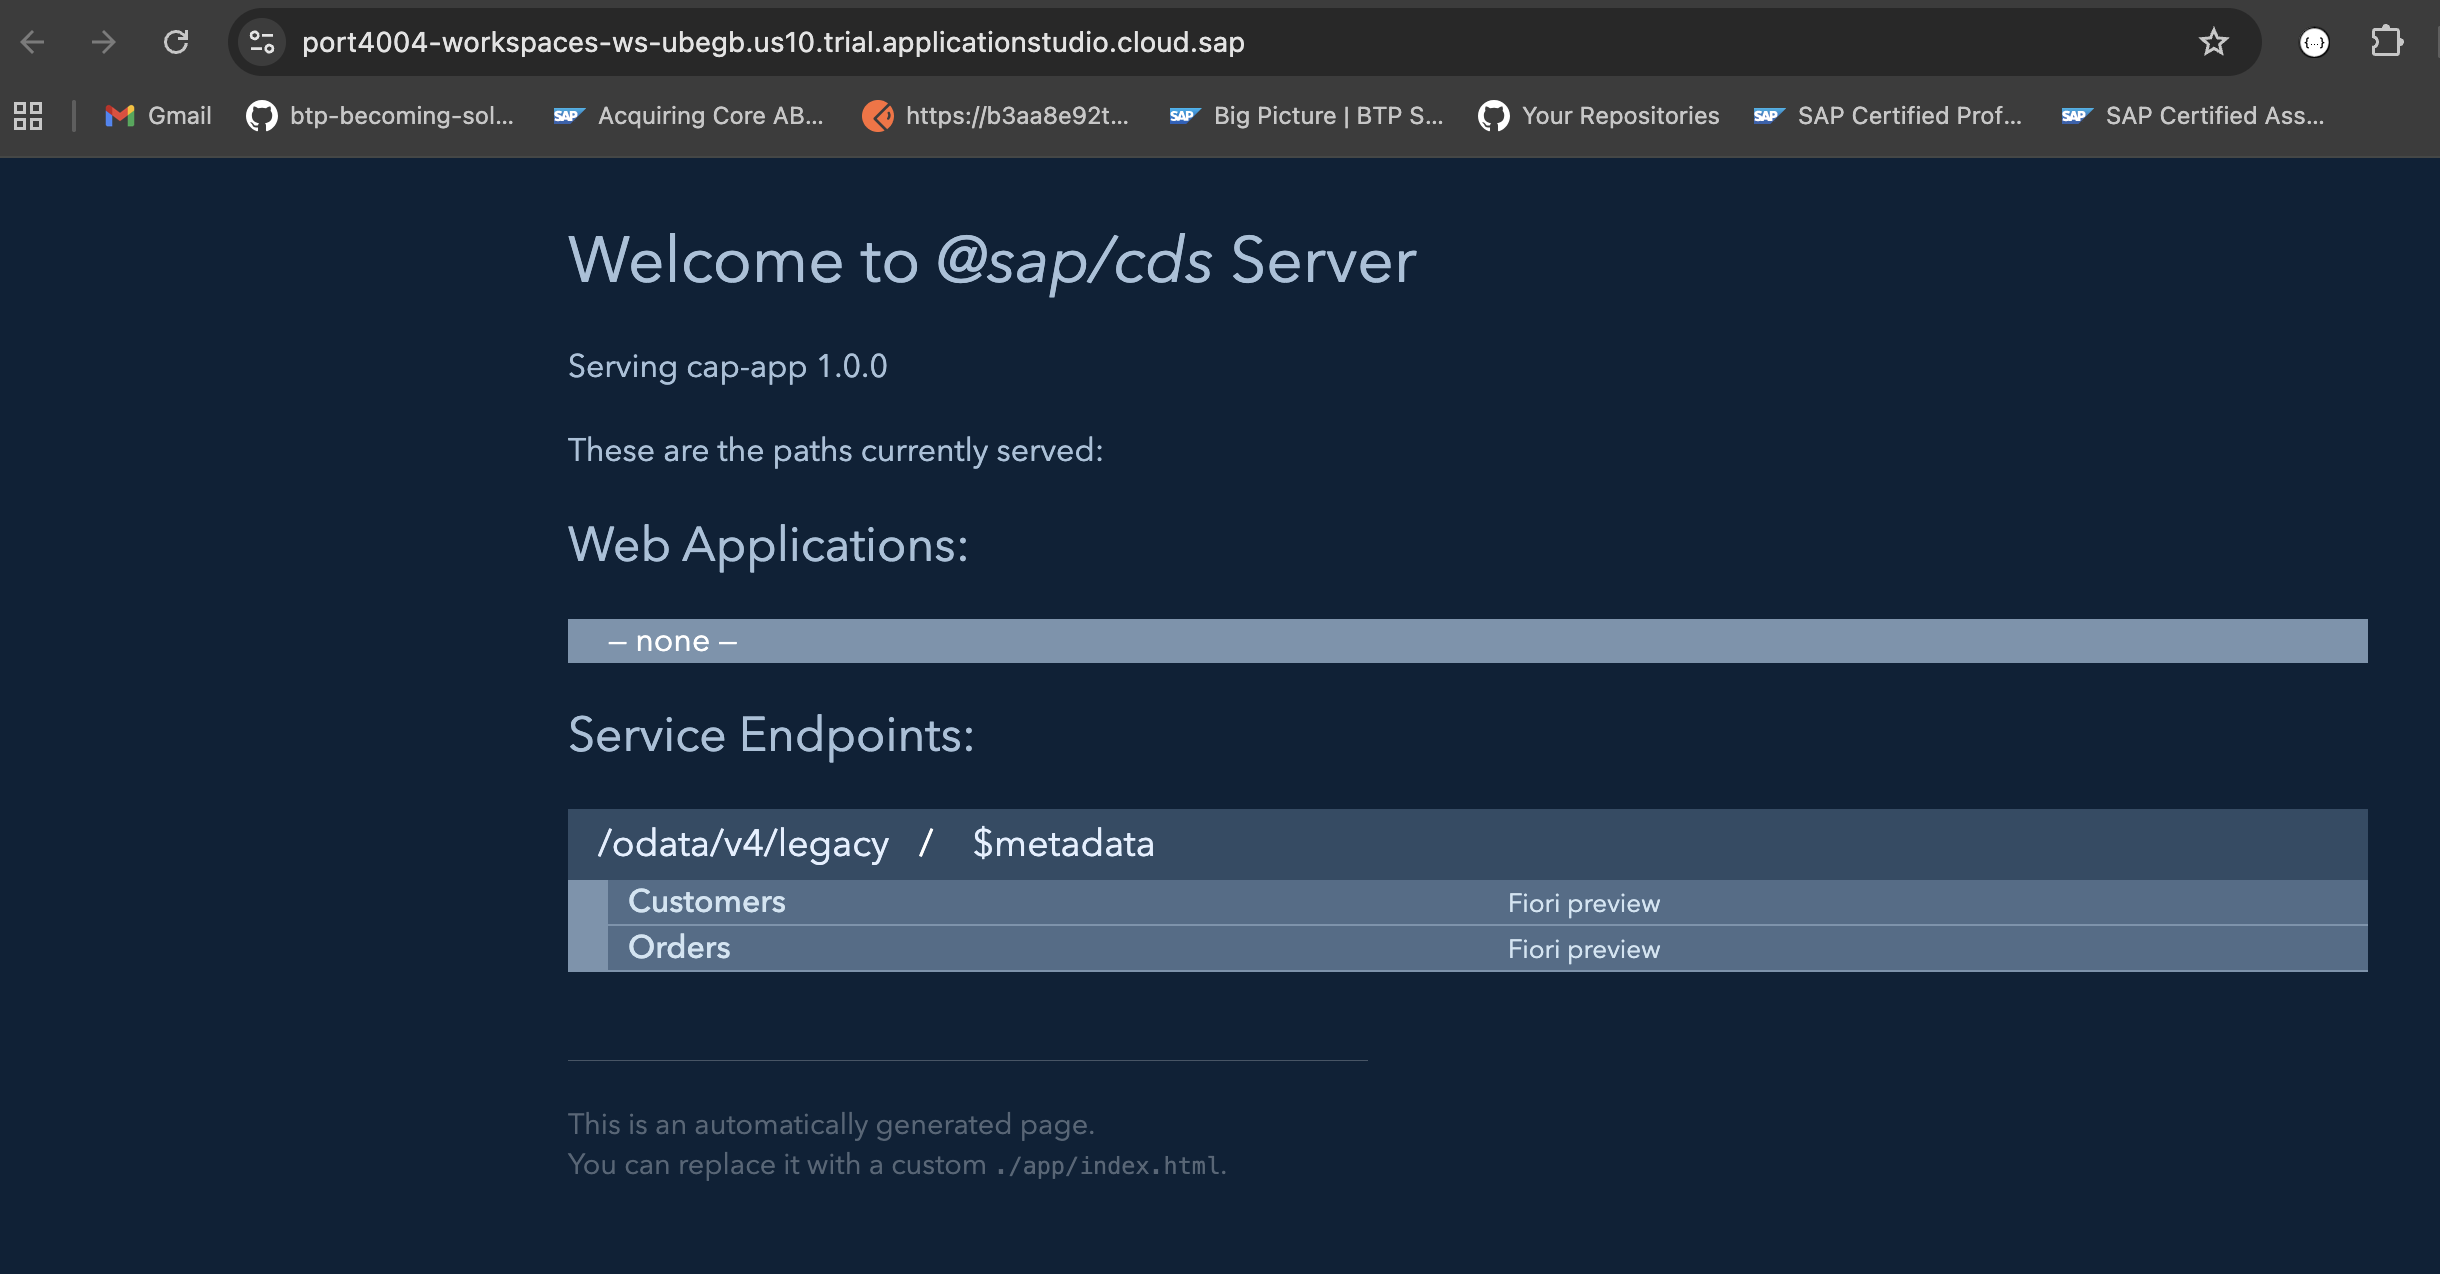 port4004-workspaces-ws-ubegb.us10.trial.applicationstudio.cloud.sap
{...}
Gmail btp-becoming-sol... SAP Acquiring Core AB... https://b3aa8e92t... SAP Big Picture | BTP S... Your Repositories SAP SAP Certified Prof... SAP SAP Certified Ass...
Welcome to @sap/cds Server
Serving cap-app 1.0.0
These are the paths currently served:
Web Applications:
– none –
Service Endpoints:
/odata/v4/legacy / $metadata
Customers Fiori preview
Orders Fiori preview
This is an automatically generated page.
You can replace it with a custom ./app/index.html.